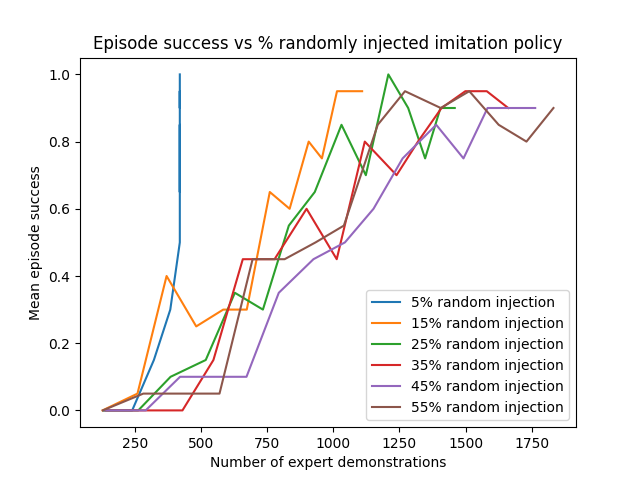 Episode success vs % randomly injected imitation policy
Mean episode success
1.0
0.8
0.6
0.4
0.2
0.0
250 500 750 1000 1250 1500 1750
Number of expert demonstrations
5% random injection
15% random injection
25% random injection
35% random injection
45% random injection
55% random injection